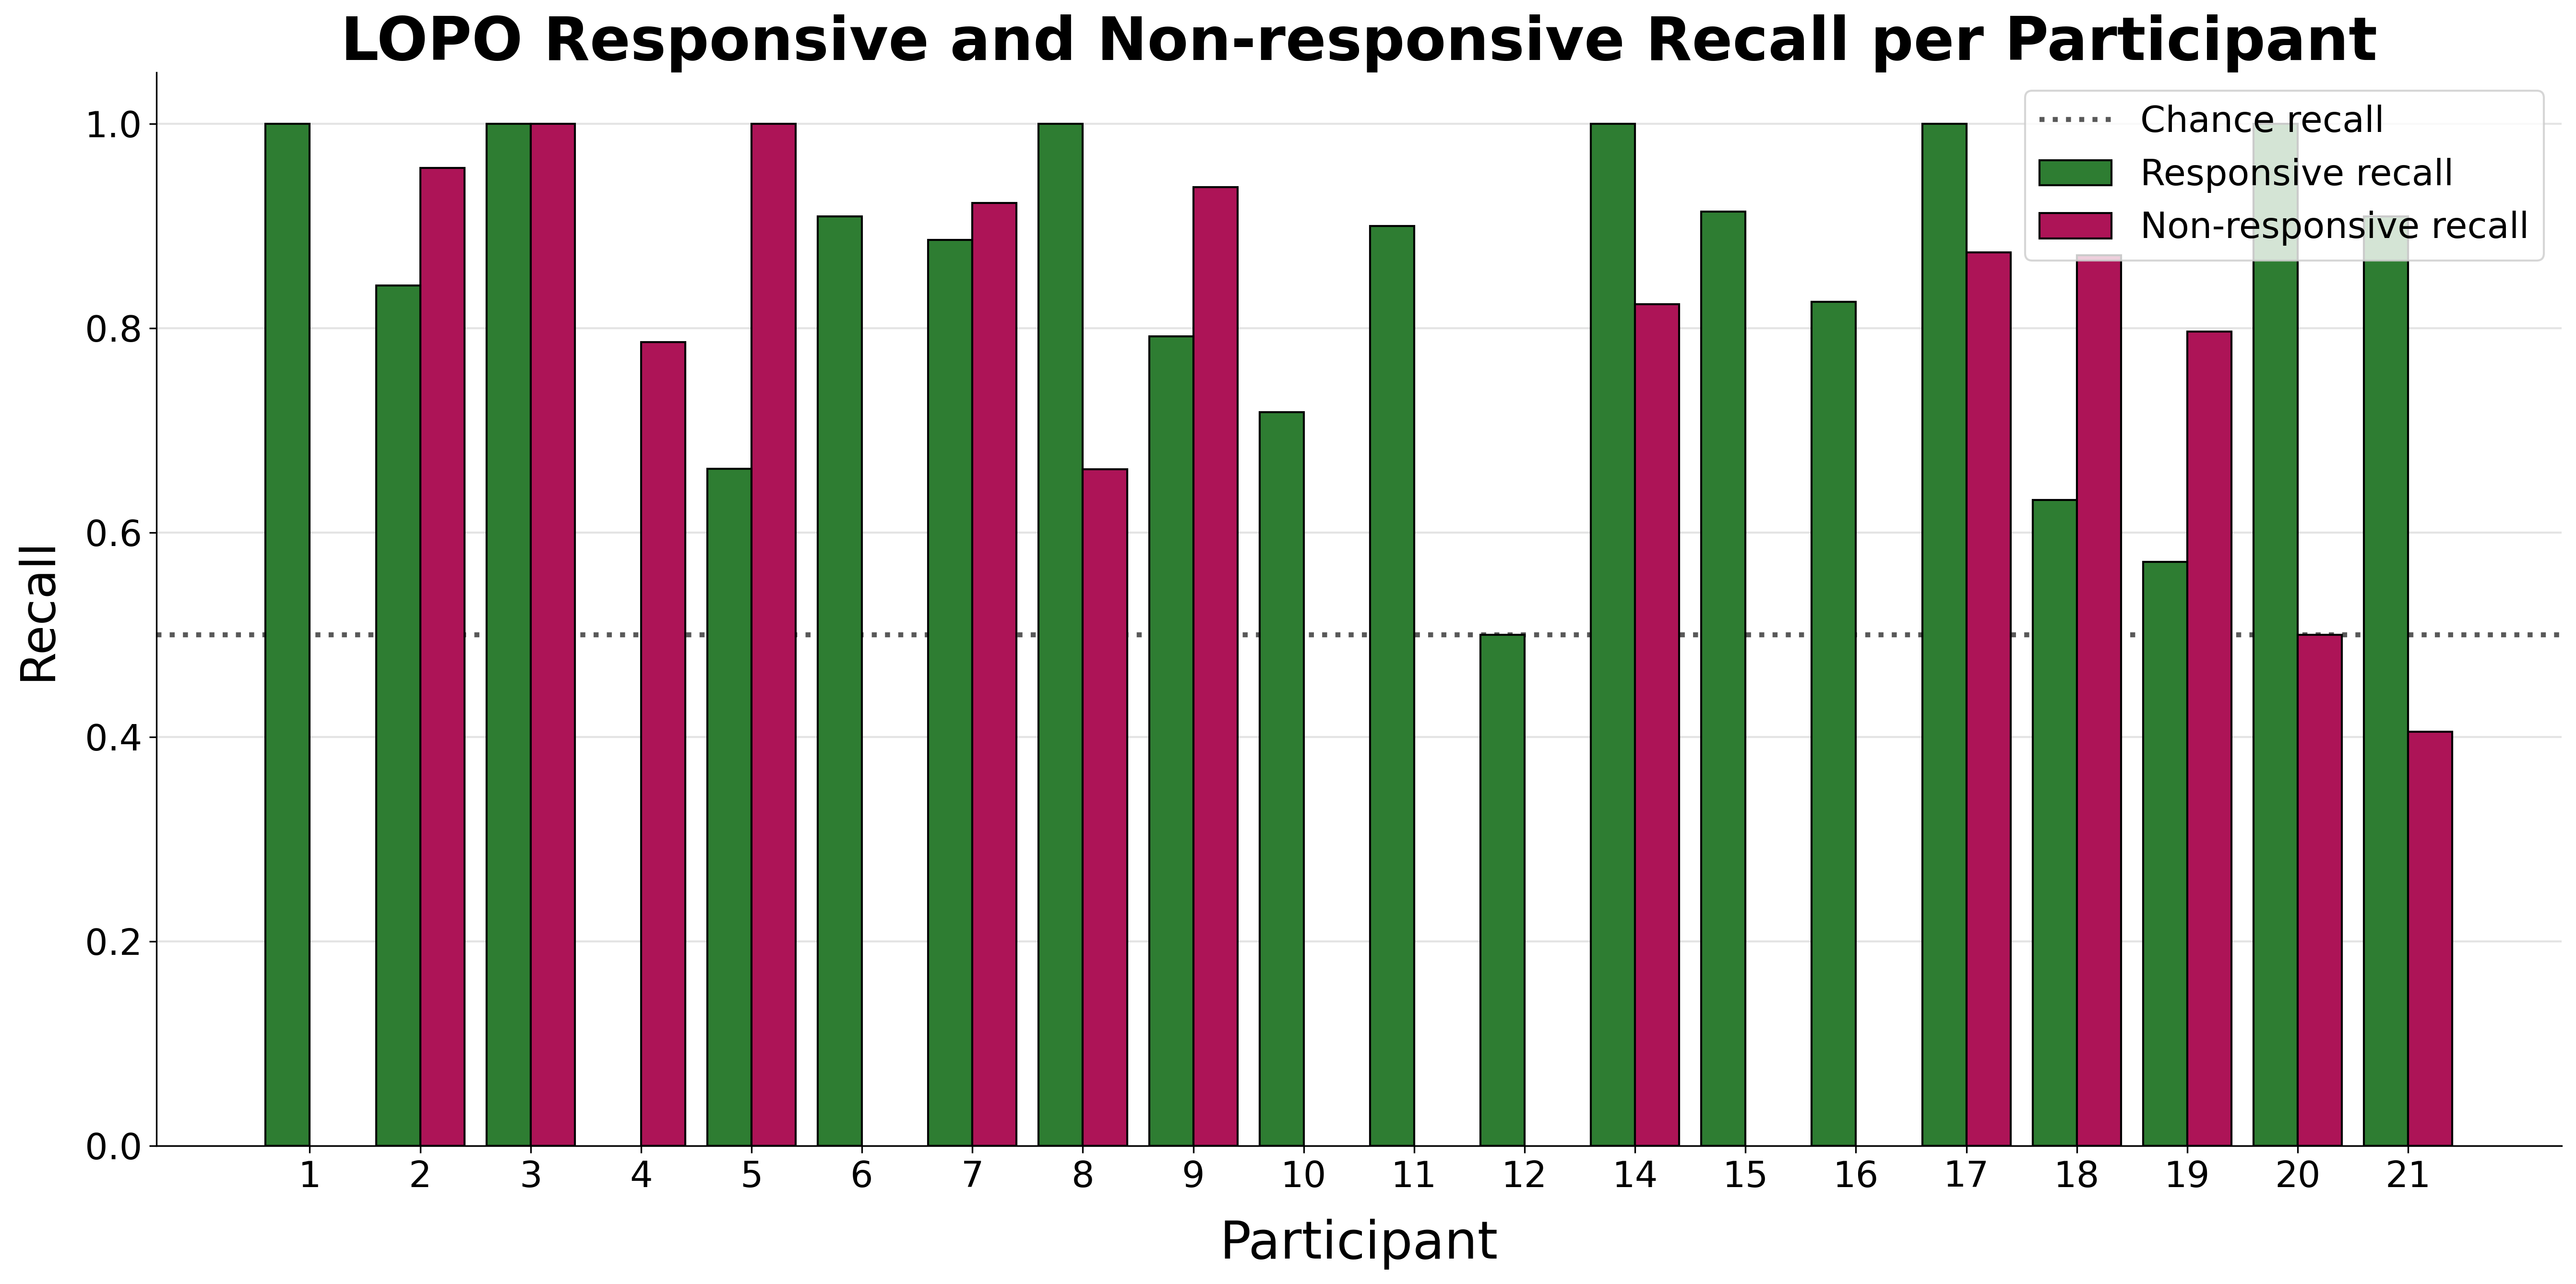 LOPO Responsive and Non-responsive Recall per Participant
Chance recall
Responsive recall
Non-responsive recall
1.0
0.8
0.6
0.4
0.2
0.0
Recall
1 2 3 4 5 6 7 8 9 10 11 12 14 15 16 17 18 19 20 21
Participant